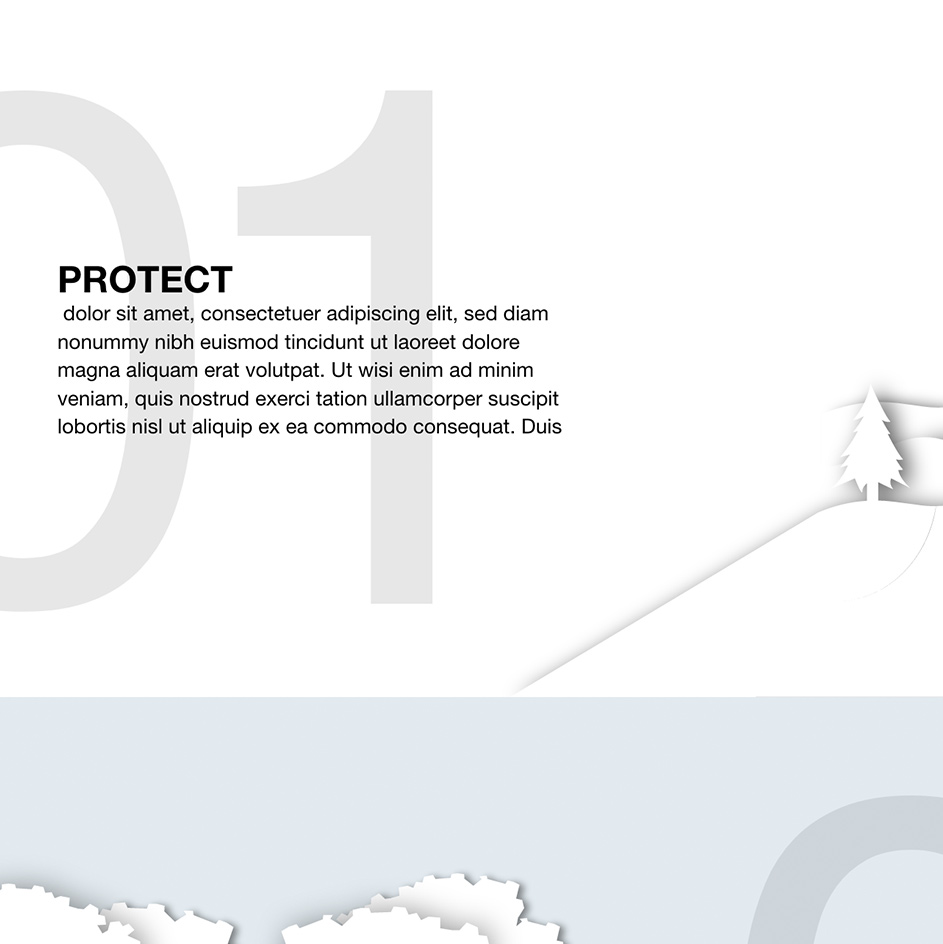 01
PROTECT
dolor sit amet, consectetuer adipiscing elit, sed diam
nonummy nibh euismod tincidunt ut laoreet dolore
magna aliquam erat volutpat. Ut wisi enim ad minim
veniam, quis nostrud exerci tation ullamcorper suscipit
lobortis nisl ut aliquip ex ea commodo consequat. Duis